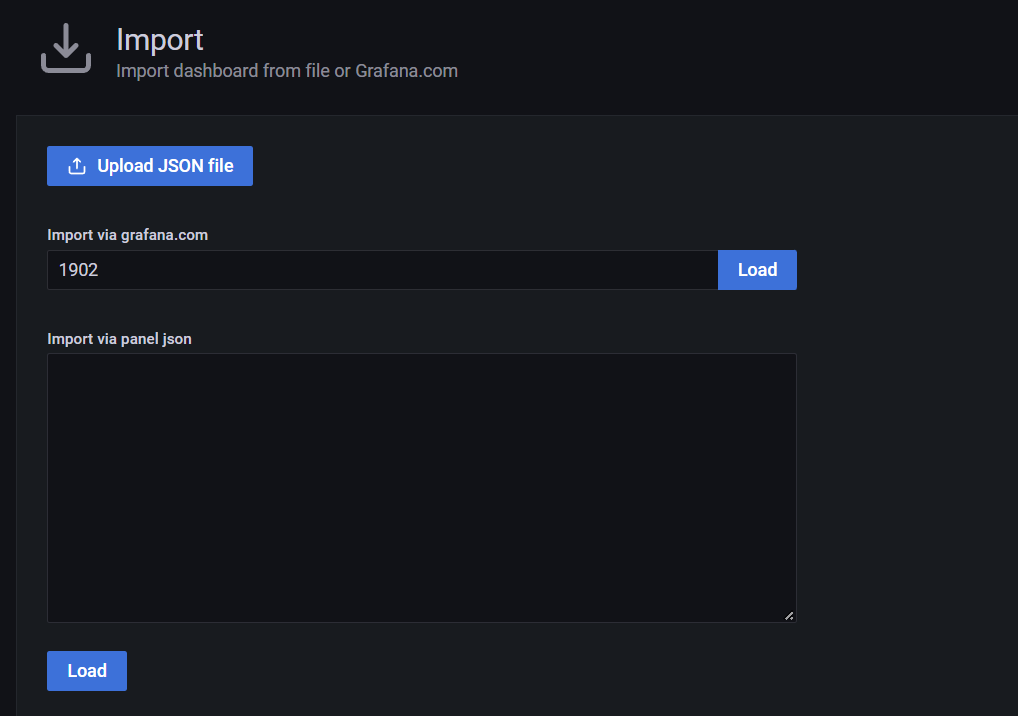 Import
Import dashboard from file or Grafana.com
Upload JSON file
Import via grafana.com
1902
Load
Import via panel json
Load